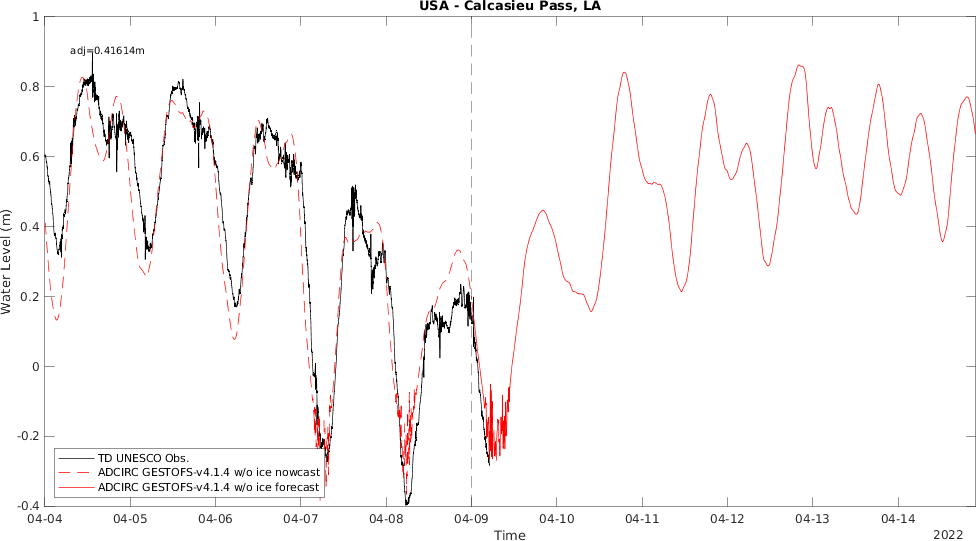 USA - Calcasieu Pass, LA
adj=0.41614m
Water Level (m)
1
0.8
0.6
0.4
0.2
0
-0.2
-0.4
TD UNESCO Obs.
ADCIRC GESTOFS-v4.1.4 w/o ice nowcast
ADCIRC GESTOFS-v4.1.4 w/o ice forecast
04-04 04-05 04-06 04-07 04-08 04-09 04-10 04-11 04-12 04-13 04-14
Time
2022